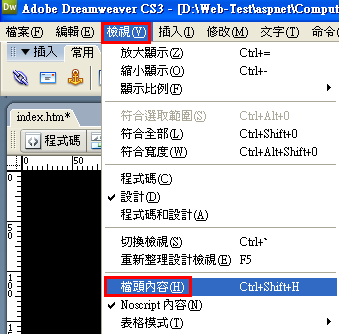 Adobe Dreamweaver CS3 - [D:\Web-Test\aspnet\Comput
檔案(F) 編輯(E) 檢視(V) 插入(I) 修改(M) 文字(T) 命令(
插入 常用
放大顯示(Z) Ctrl+=
縮小顯示(O) Ctrl+-
顯示比例(F)
index.htm*
符合選取範圍(S) Ctrl+Alt+0
符合全部(L) Ctrl+Shift+0
程式碼
符合寬度(W) Ctrl+Alt+Shift+0
0 50
程式碼(C)
設計(D)
程式碼和設計(A)
切換檢視(S) Ctrl+`
重新整理設計檢視(E) F5
檔頭內容(H) Ctrl+Shift+H
Noscript 內容(N)
表格模式(T)
0
50
100